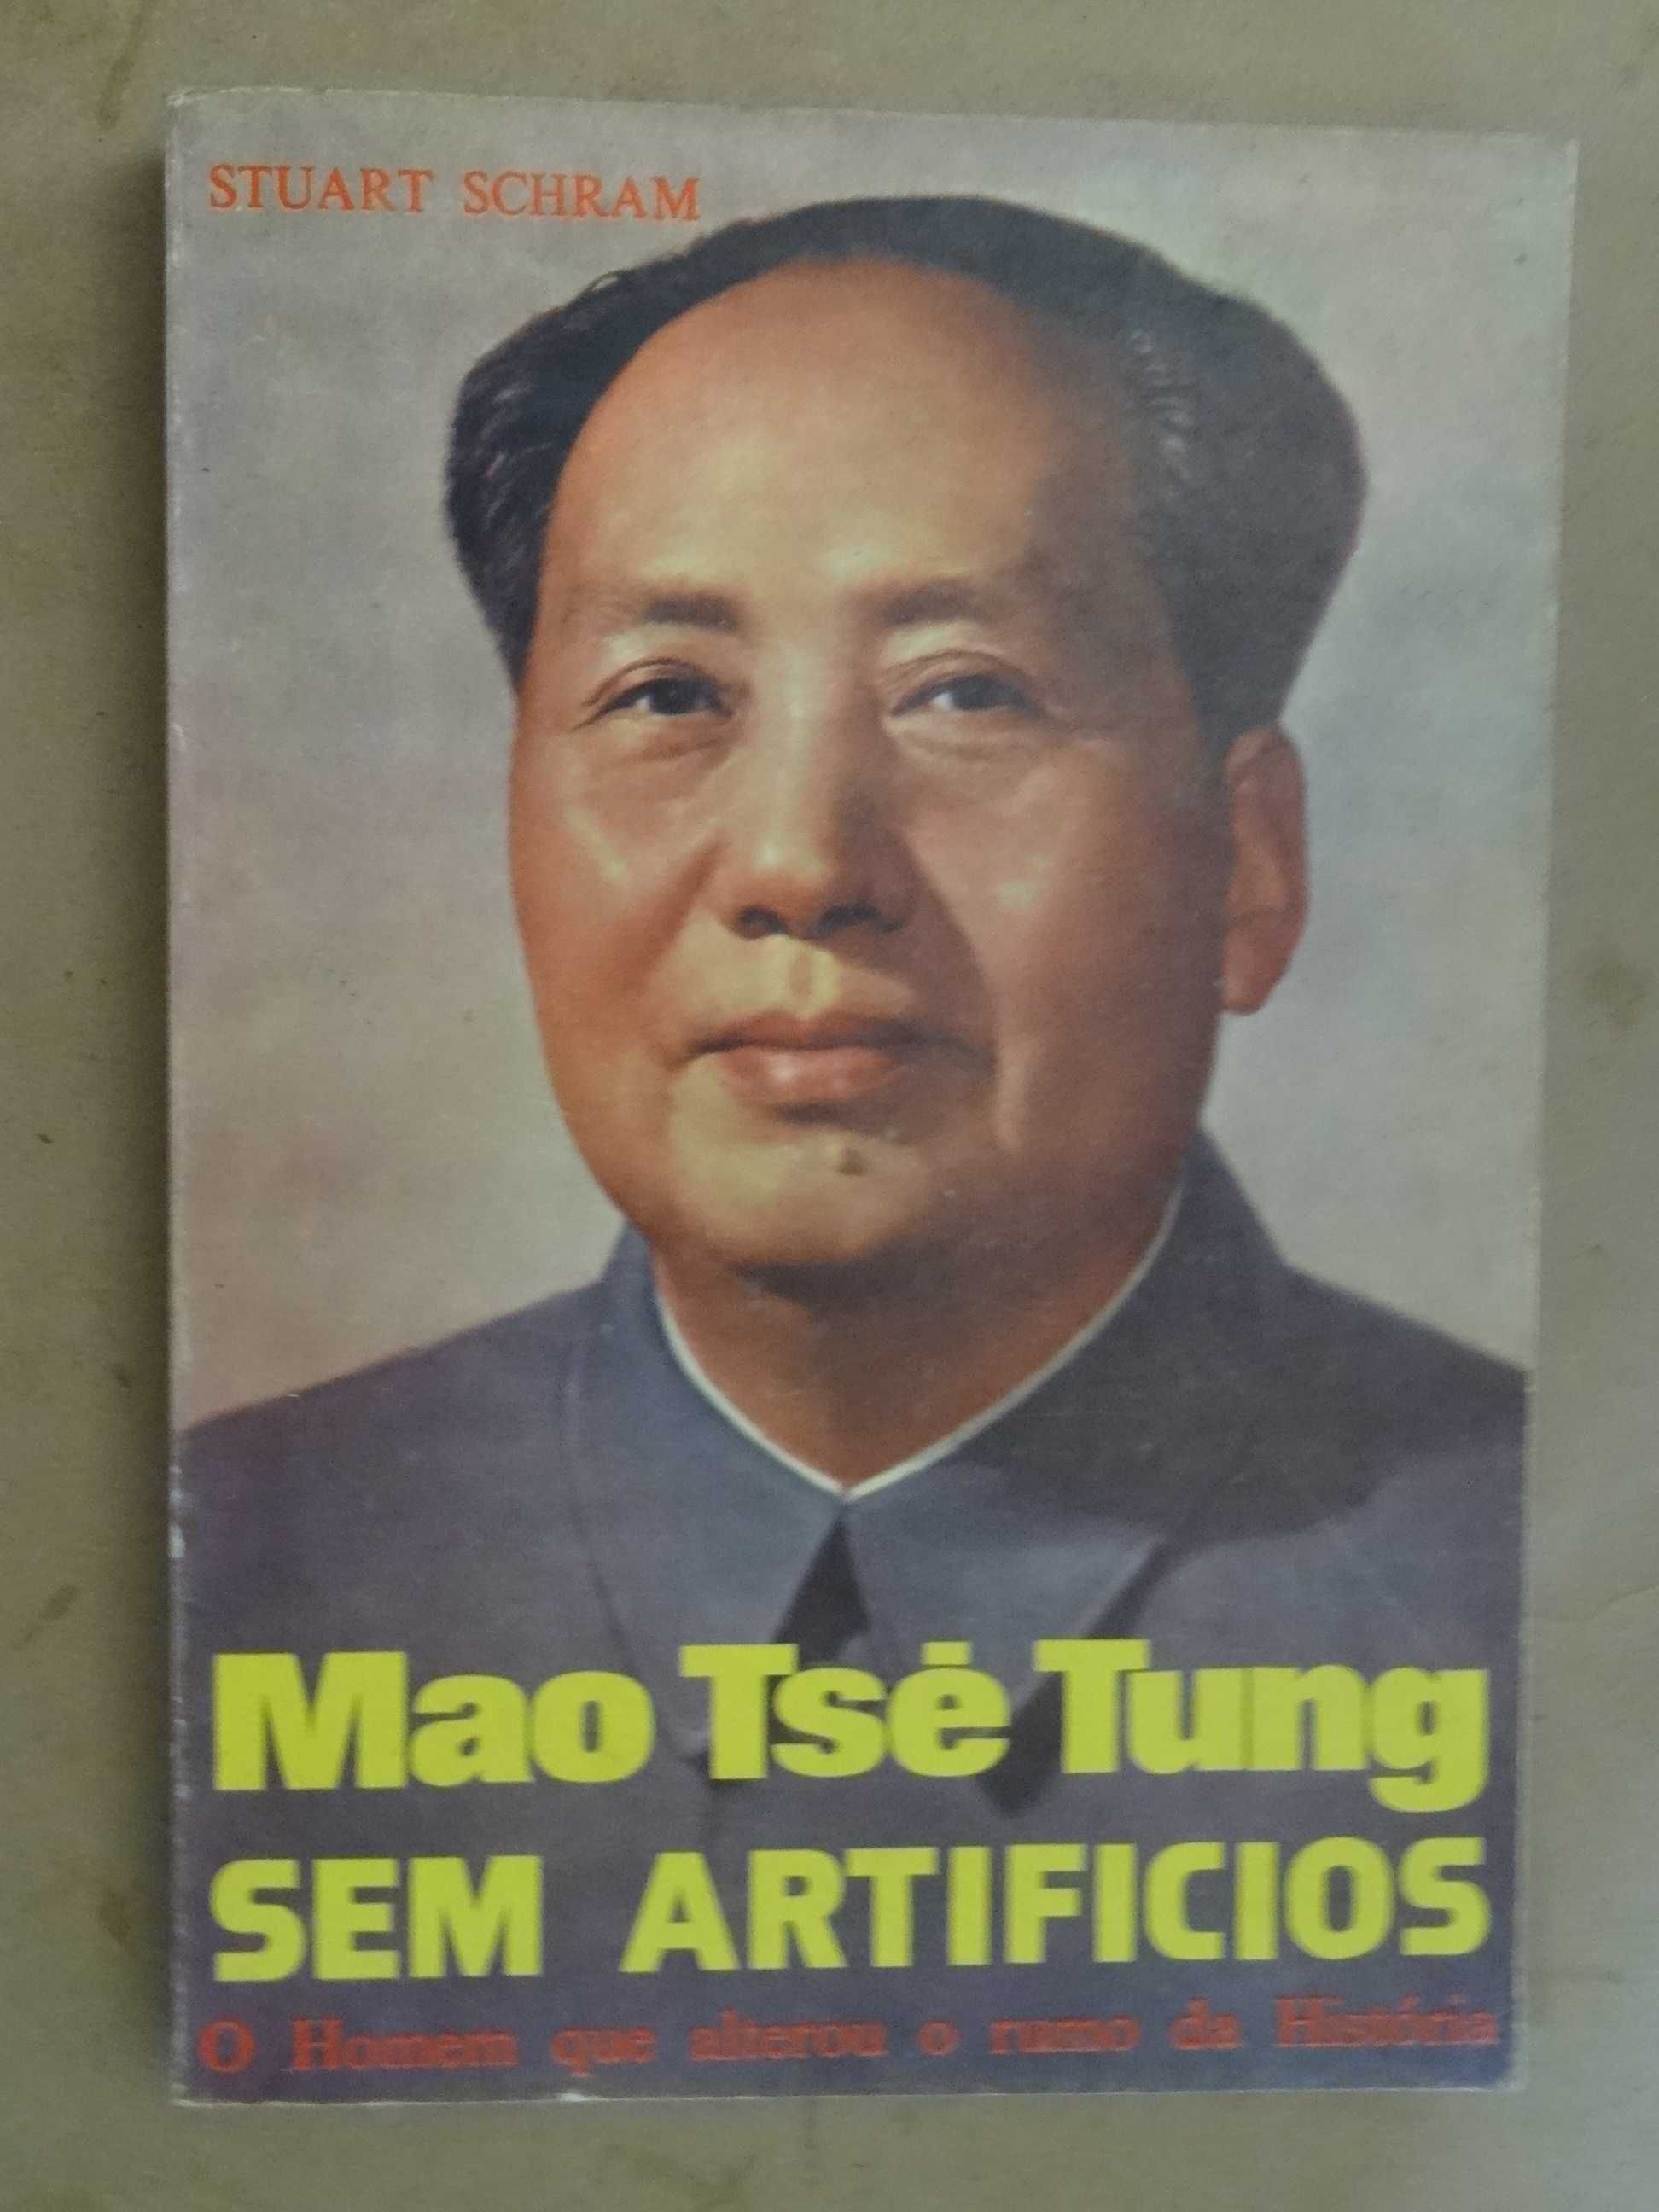 STUART SCHRAM
Mao Tsė Tung
SEM ARTIFICIOS
O Homem que alterou o rumo da História